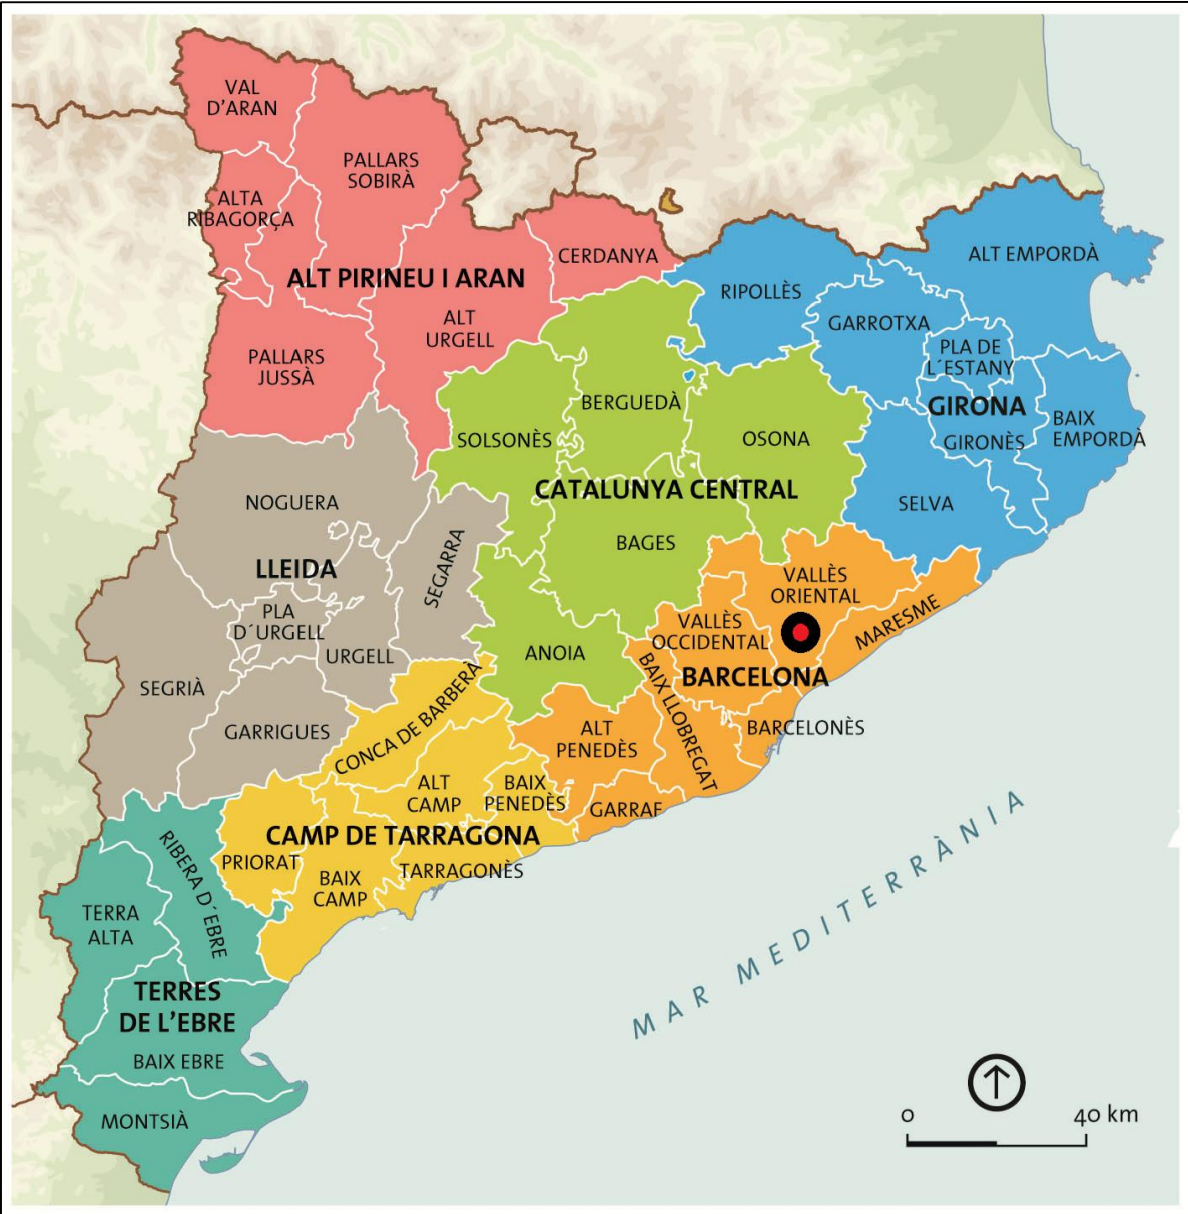 VAL
D'ARAN
PALLARS
SOBIRÀ
ALTA
RIBAGORÇA
CERDANYA
ALT PIRINEU I ARAN
ALT
URGELL
PALLARS
JUSSÀ
RIPOLLÈS
ALT EMPORDÀ
GARROTXA
PLA DE
L´ESTANY
GIRONA
GIRONÈS
BAIX
EMPORDÀ
SELVA
BERGUEDÀ
SOLSONÈS
OSONA
CATALUNYA CENTRAL
BAGES
ANOIA
NOGUERA
LLEIDA
SEGARRA
PLA
D´URGELL
URGELL
SEGRIÀ
GARRIGUES
VALLÈS
ORIENTAL
VALLÈS
OCCIDENTAL
MARESME
BARCELONA
BAIX LLOBREGAT
BARCELONÈS
ALT
PENEDÈS
GARRAF
CONCA DE BARBERÀ
ALT
CAMP
BAIX
PENEDÈS
CAMP DE TARRAGONA
PRIORAT
BAIX
CAMP
TARRAGONÈS
RIBERA D´EBRE
TERRA
ALTA
TERRES
DE L'EBRE
BAIX EBRE
MONTSIÀ
MAR MEDITERRÀNIA
0 40 km